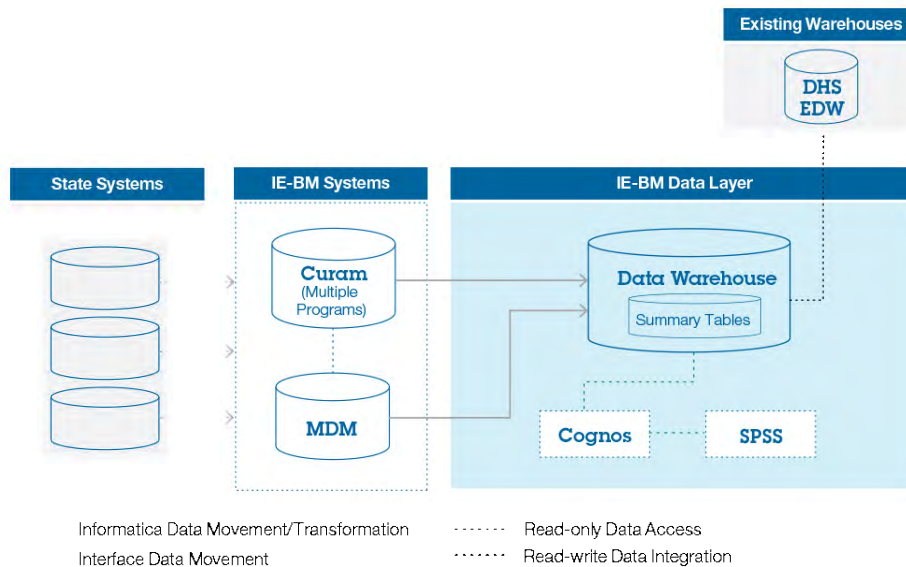 Existing Warehouses
DHS
EDW
State Systems
IE-BM Systems
IE-BM Data Layer
Curam
(Multiple
Programs)
Data Warehouse
Summary Tables
MDM
Cognos
SPSS
Informatica Data Movement/Transformation
Read-only Data Access
Interface Data Movement
Read-write Data Integration